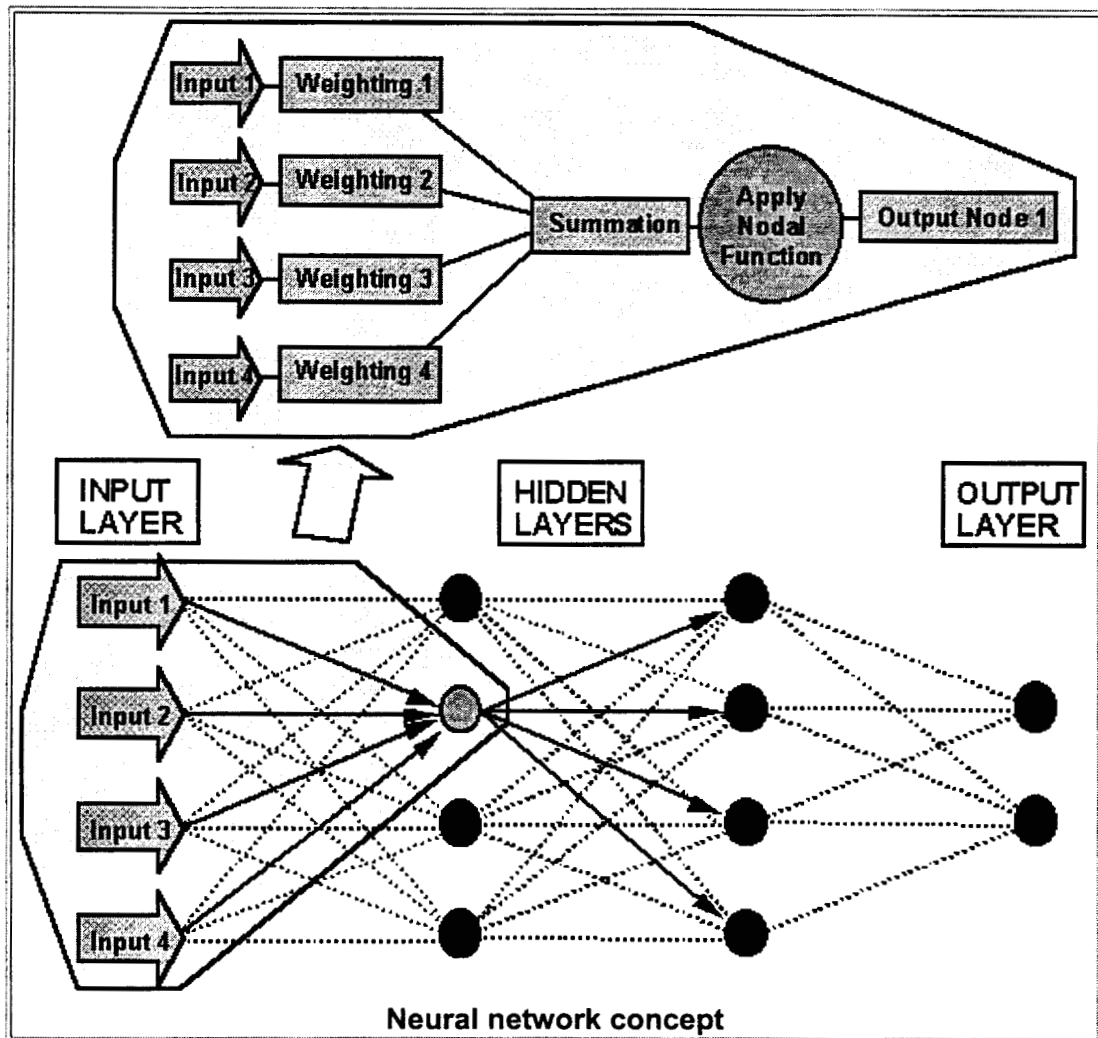 Input 1
Weighting 1
Input 2
Weighting 2
Input 3
Weighting 3
Input 4
Weighting 4
Summation
Apply
Nodal
Function
Output Node 1
INPUT
LAYER
HIDDEN
LAYERS
OUTPUT
LAYER
Input 1
Input 2
Input 3
Input 4
Neural network concept